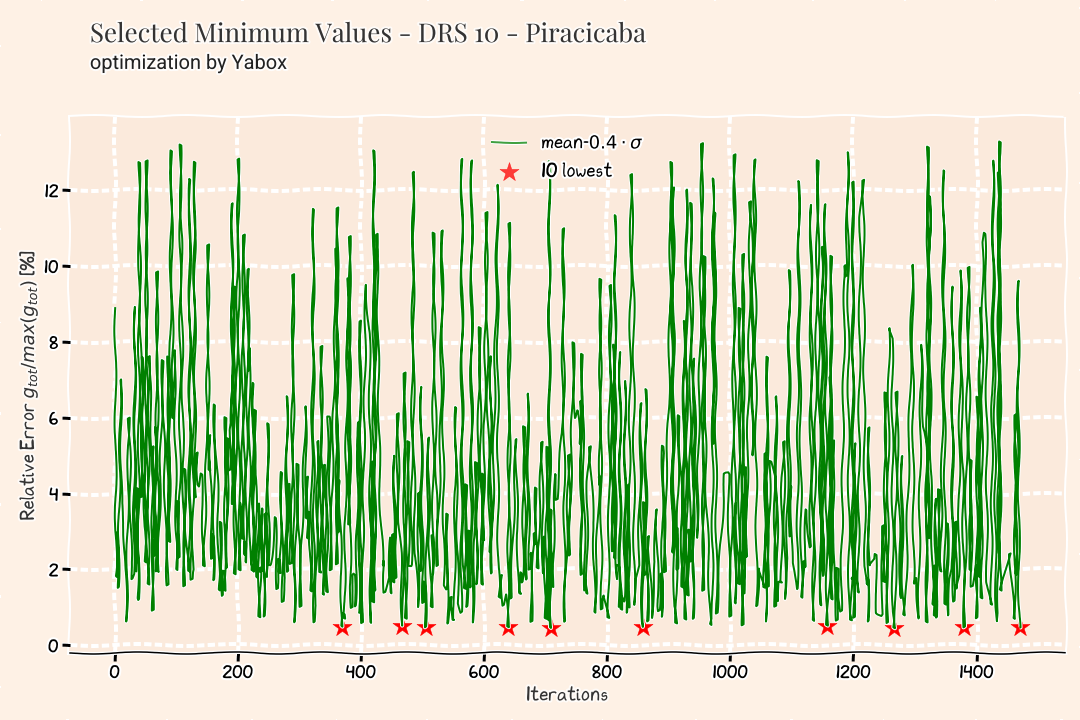 Selected Minimum Values - DRS 10 - Piracicaba
optimization by Yabox
mean-0.4 · σ
10 lowest
Relative Error g_tot/max(g_tot) [%]
12
10
8
6
4
2
0
0 200 400 600 800 1000 1200 1400
Iterations